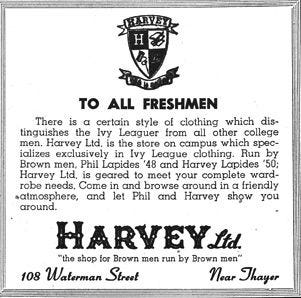 HARVEY
H
TO ALL FRESHMEN
There is a certain style of clothing which dis-
tinguishes the Ivy Leaguer from all other college
men. Harvey Ltd, is the store on campus which spe-
cializes exclusively in Ivy League clothing. Run by
Brown men, Phil Lapides '48 and Harvey Lapides '50;
Harvey Ltd, is geared to meet your complete ward-
robe needs, Come in and browse around in a friendly
atmosphere, and let Phil and Harvey show you
around.
HARVEY Ltd.
"the shop for Brown men run by Brown men"
108 Waterman Street Near Thayer